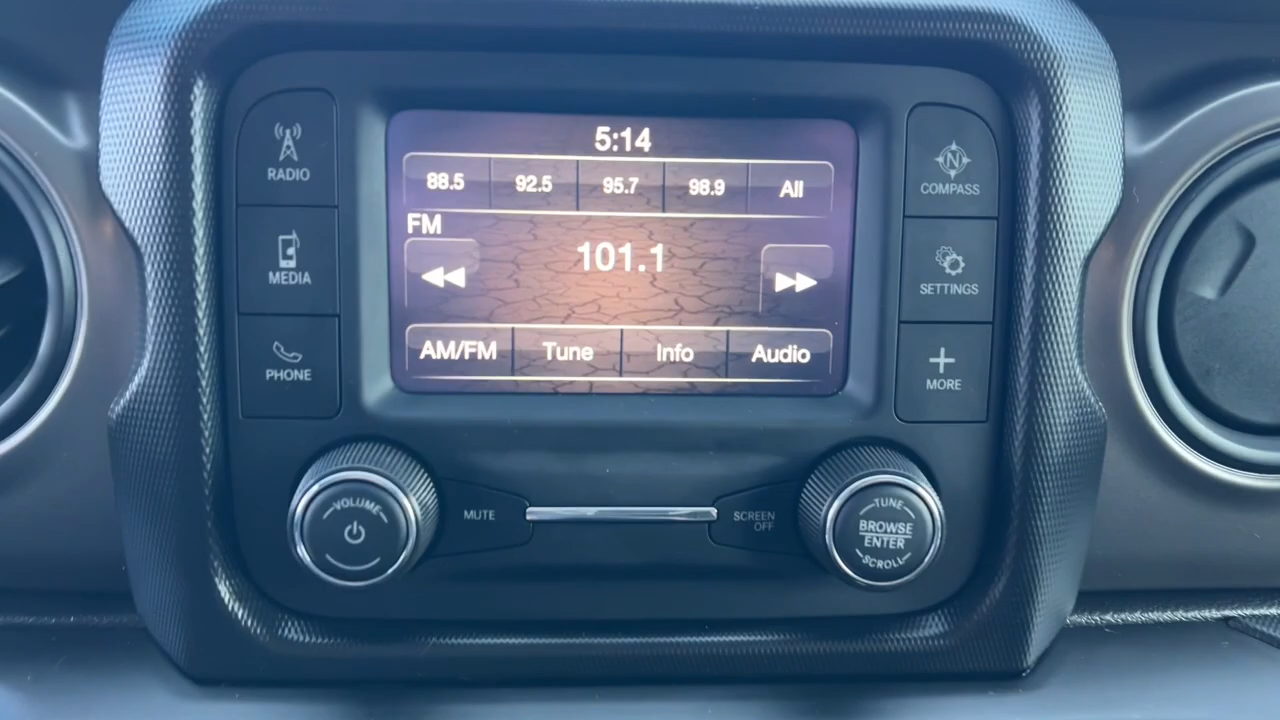 5:14
88.5 92.5 95.7 98.9 All
FM
101.1
AM/FM Tune Info Audio
RADIO
MEDIA
PHONE
N
COMPASS
SETTINGS
MORE
VOLUME
MUTE
SCREEN
OFF
TUNE
BROWSE
ENTER
SCROLL